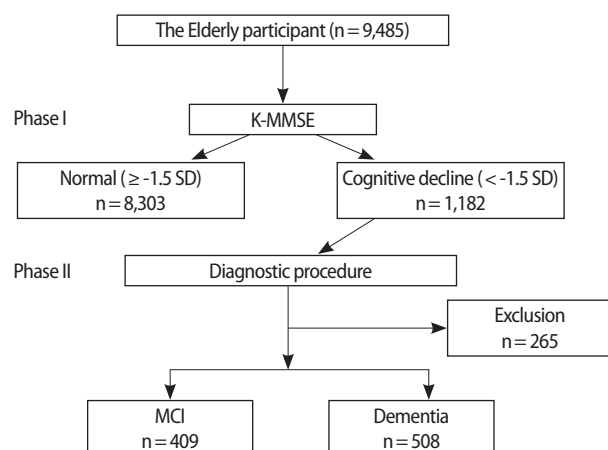 The Elderly participant (n = 9,485)
Phase I
K-MMSE
Normal (≥ -1.5 SD)
n = 8,303
Cognitive decline (< -1.5 SD)
n = 1,182
Phase II
Diagnostic procedure
Exclusion
n = 265
MCI
n = 409
Dementia
n = 508